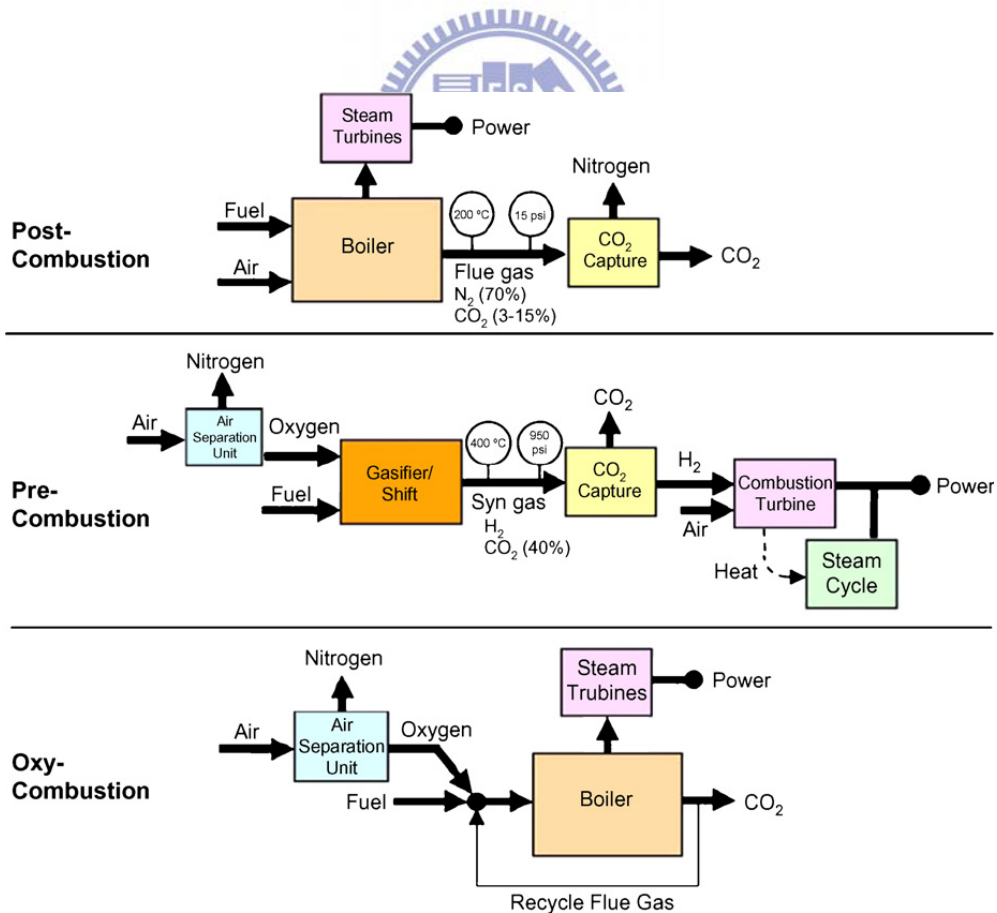 Steam
Turbines
Power
Nitrogen
Post-
Combustion
Fuel
Air
Boiler
200 ºC
15 psi
Flue gas
N₂ (70%)
CO₂ (3-15%)
CO₂
Capture
CO₂
Nitrogen
Air
Air
Separation
Unit
Oxygen
Pre-
Combustion
Fuel
Gasifier/
Shift
400 ºC
950
psi
Syn gas
H₂
CO₂ (40%)
CO₂
CO₂
Capture
H₂
Air
Combustion
Turbine
Power
Heat
Steam
Cycle
Nitrogen
Oxy-
Combustion
Air
Air
Separation
Unit
Oxygen
Fuel
Steam
Trubines
Power
Boiler
CO₂
Recycle Flue Gas